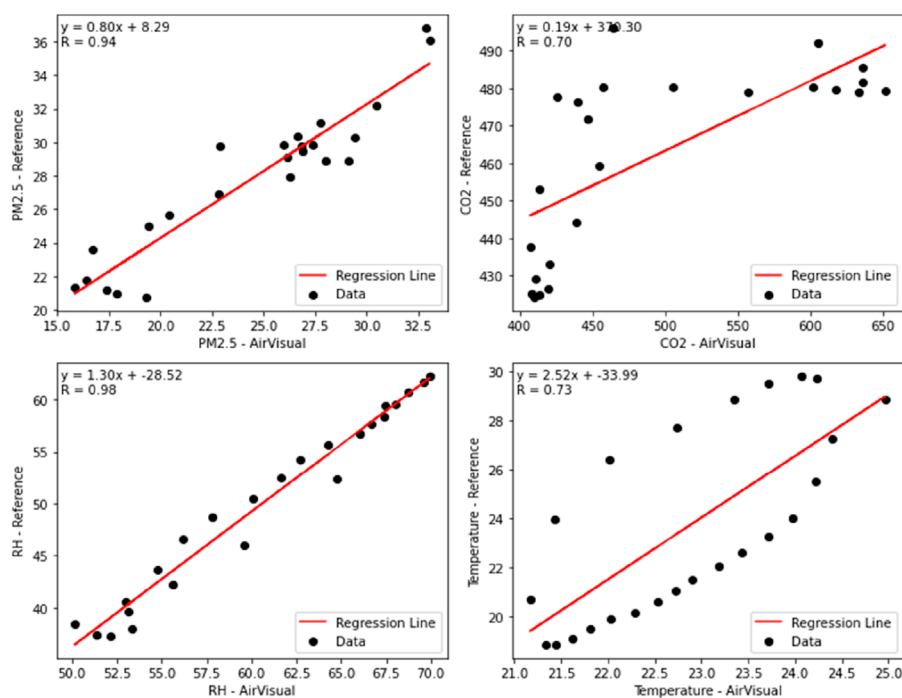 y = 0.80x + 8.29
R = 0.94
36
34
32
30
28
26
24
22
20
PM2.5 - Reference
15.0
17.5
20.0
22.5
25.0
27.5
30.0
32.5
PM2.5 - AirVisual
Regression Line
Data
R = 0.70
y = 0.19x +
490
480
470
460
450
440
430
CO2 - Reference
400
450
500
550
600
650
CO2 - AirVisual
Regression Line
Data
y = 1.30x + -28.52
R = 0.98
60
55
50
45
40
RH - Reference
50.0
52.5
55.0
57.5
60.0
62.5
65.0
67.5
70.0
RH - AirVisual
Regression Line
Data
y = 2.52x + -33.99
R = 0.73
30
28
26
24
22
20
Temperature - Reference
21.0
21.5
22.0
22.5
23.0
23.5
24.0
24.5
25.0
Temperature - AirVisual
Regression Line
Data